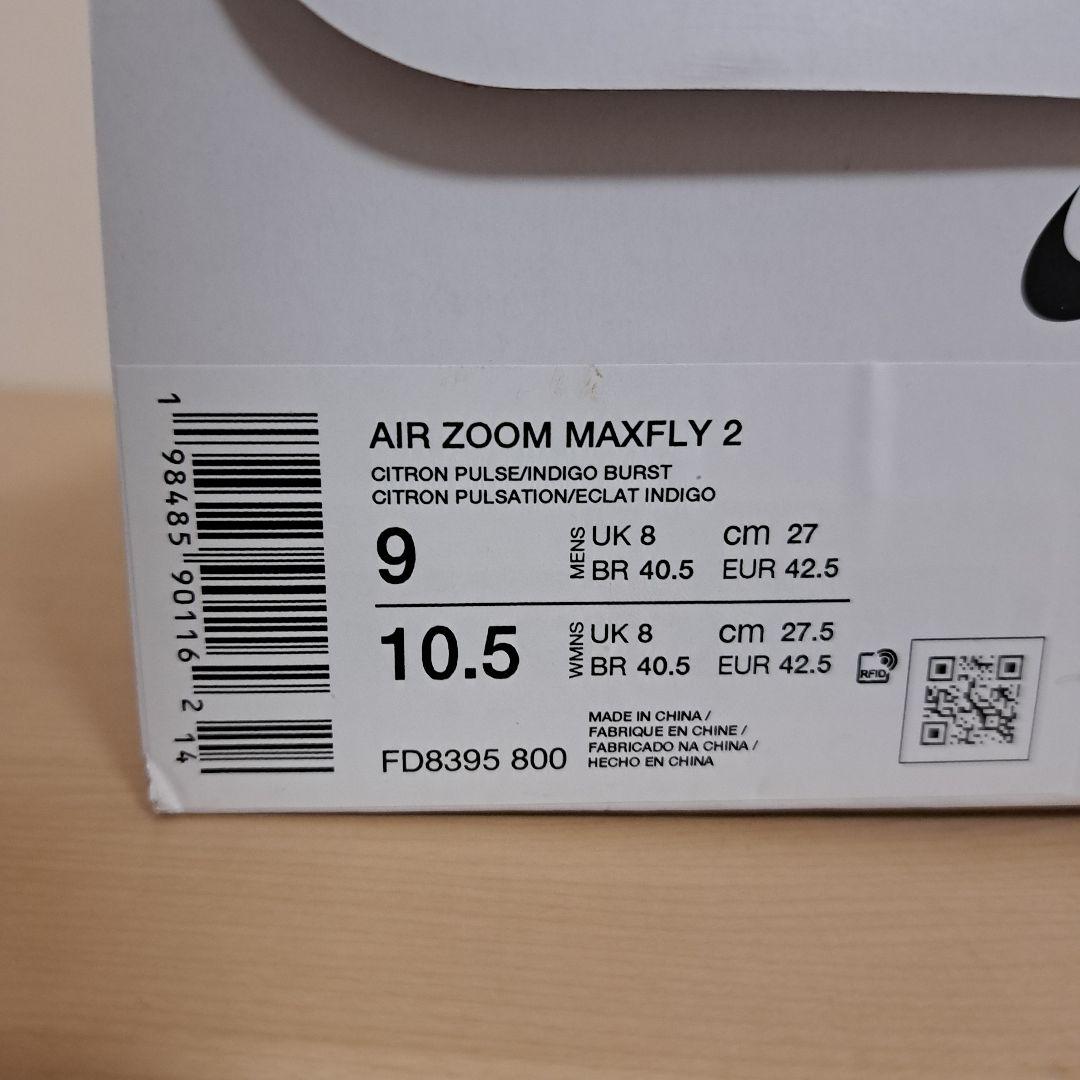 AIR ZOOM MAXFLY 2
CITRON PULSE/INDIGO BURST
CITRON PULSATION/ECLAT INDIGO
9 MENS UK 8 cm 27
BR 40.5 EUR 42.5
10.5 WMNS UK 8 cm 27.5
BR 40.5 EUR 42.5
RFID
MADE IN CHINA /
FABRIQUE EN CHINE /
FABRICADO NA CHINA /
HECHO EN CHINA
FD8395 800
1 98485 90116 2 14